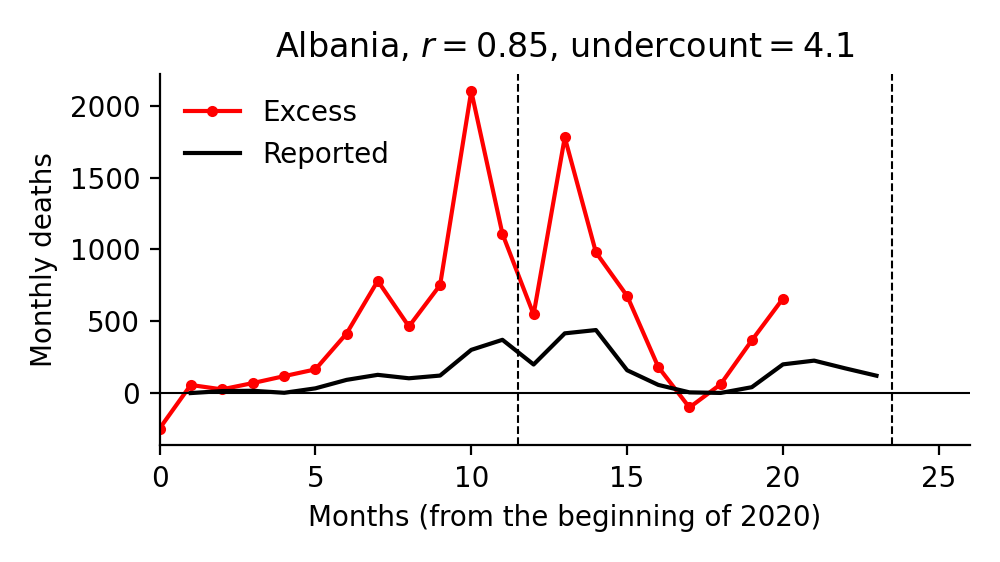 Albania, r = 0.85, undercount = 4.1
Excess
Reported
Monthly deaths
2000
1500
1000
500
0
0 5 10 15 20 25
Months (from the beginning of 2020)